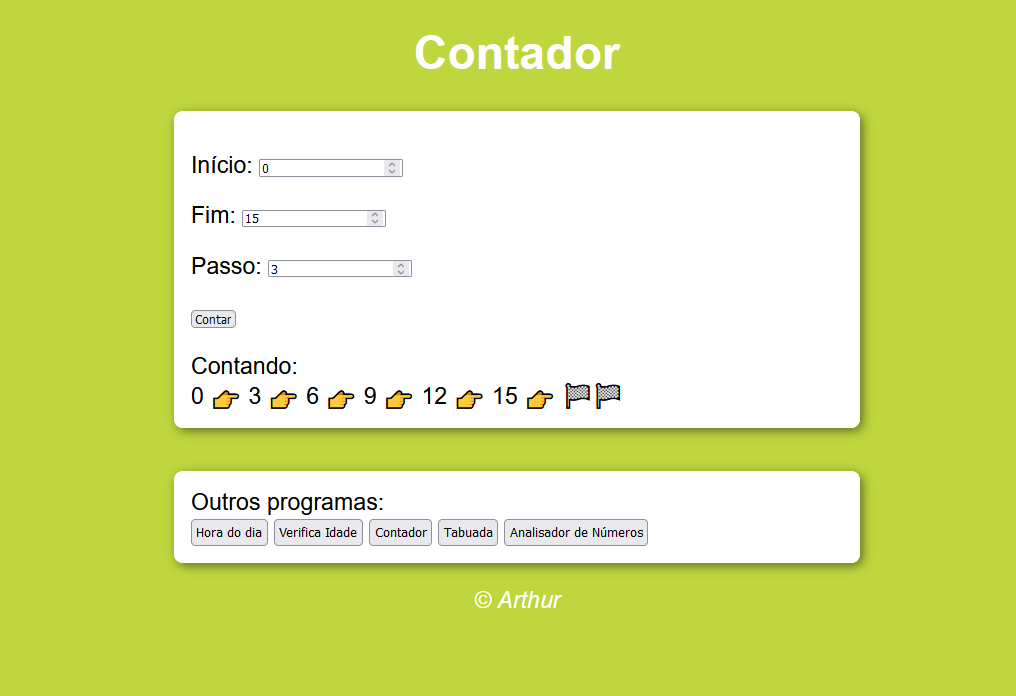 Contador
Início: 0
Fim: 15
Passo: 3
Contar
Contando:
0 👉 3 👉 6 👉 9 👉 12 👉 15 👉 🏁🏁
Outros programas:
Hora do dia Verifica Idade Contador Tabuada Analisador de Números
© Arthur